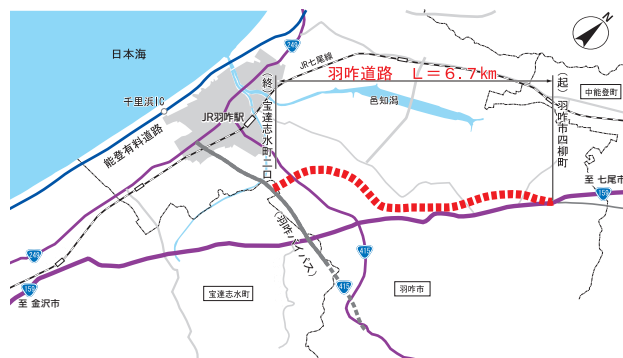 日本海
249
JR七尾線
羽咋道路 L=6.7km
N
千里浜IC
JR羽咋駅
邑知潟
中能登町
能登有料道路
(終)宝達志水町二口
(起)羽咋市四柳町
至 七尾市
159
(羽咋バイパス)
249
415
159
至 金沢市
宝達志水町
415
羽咋市